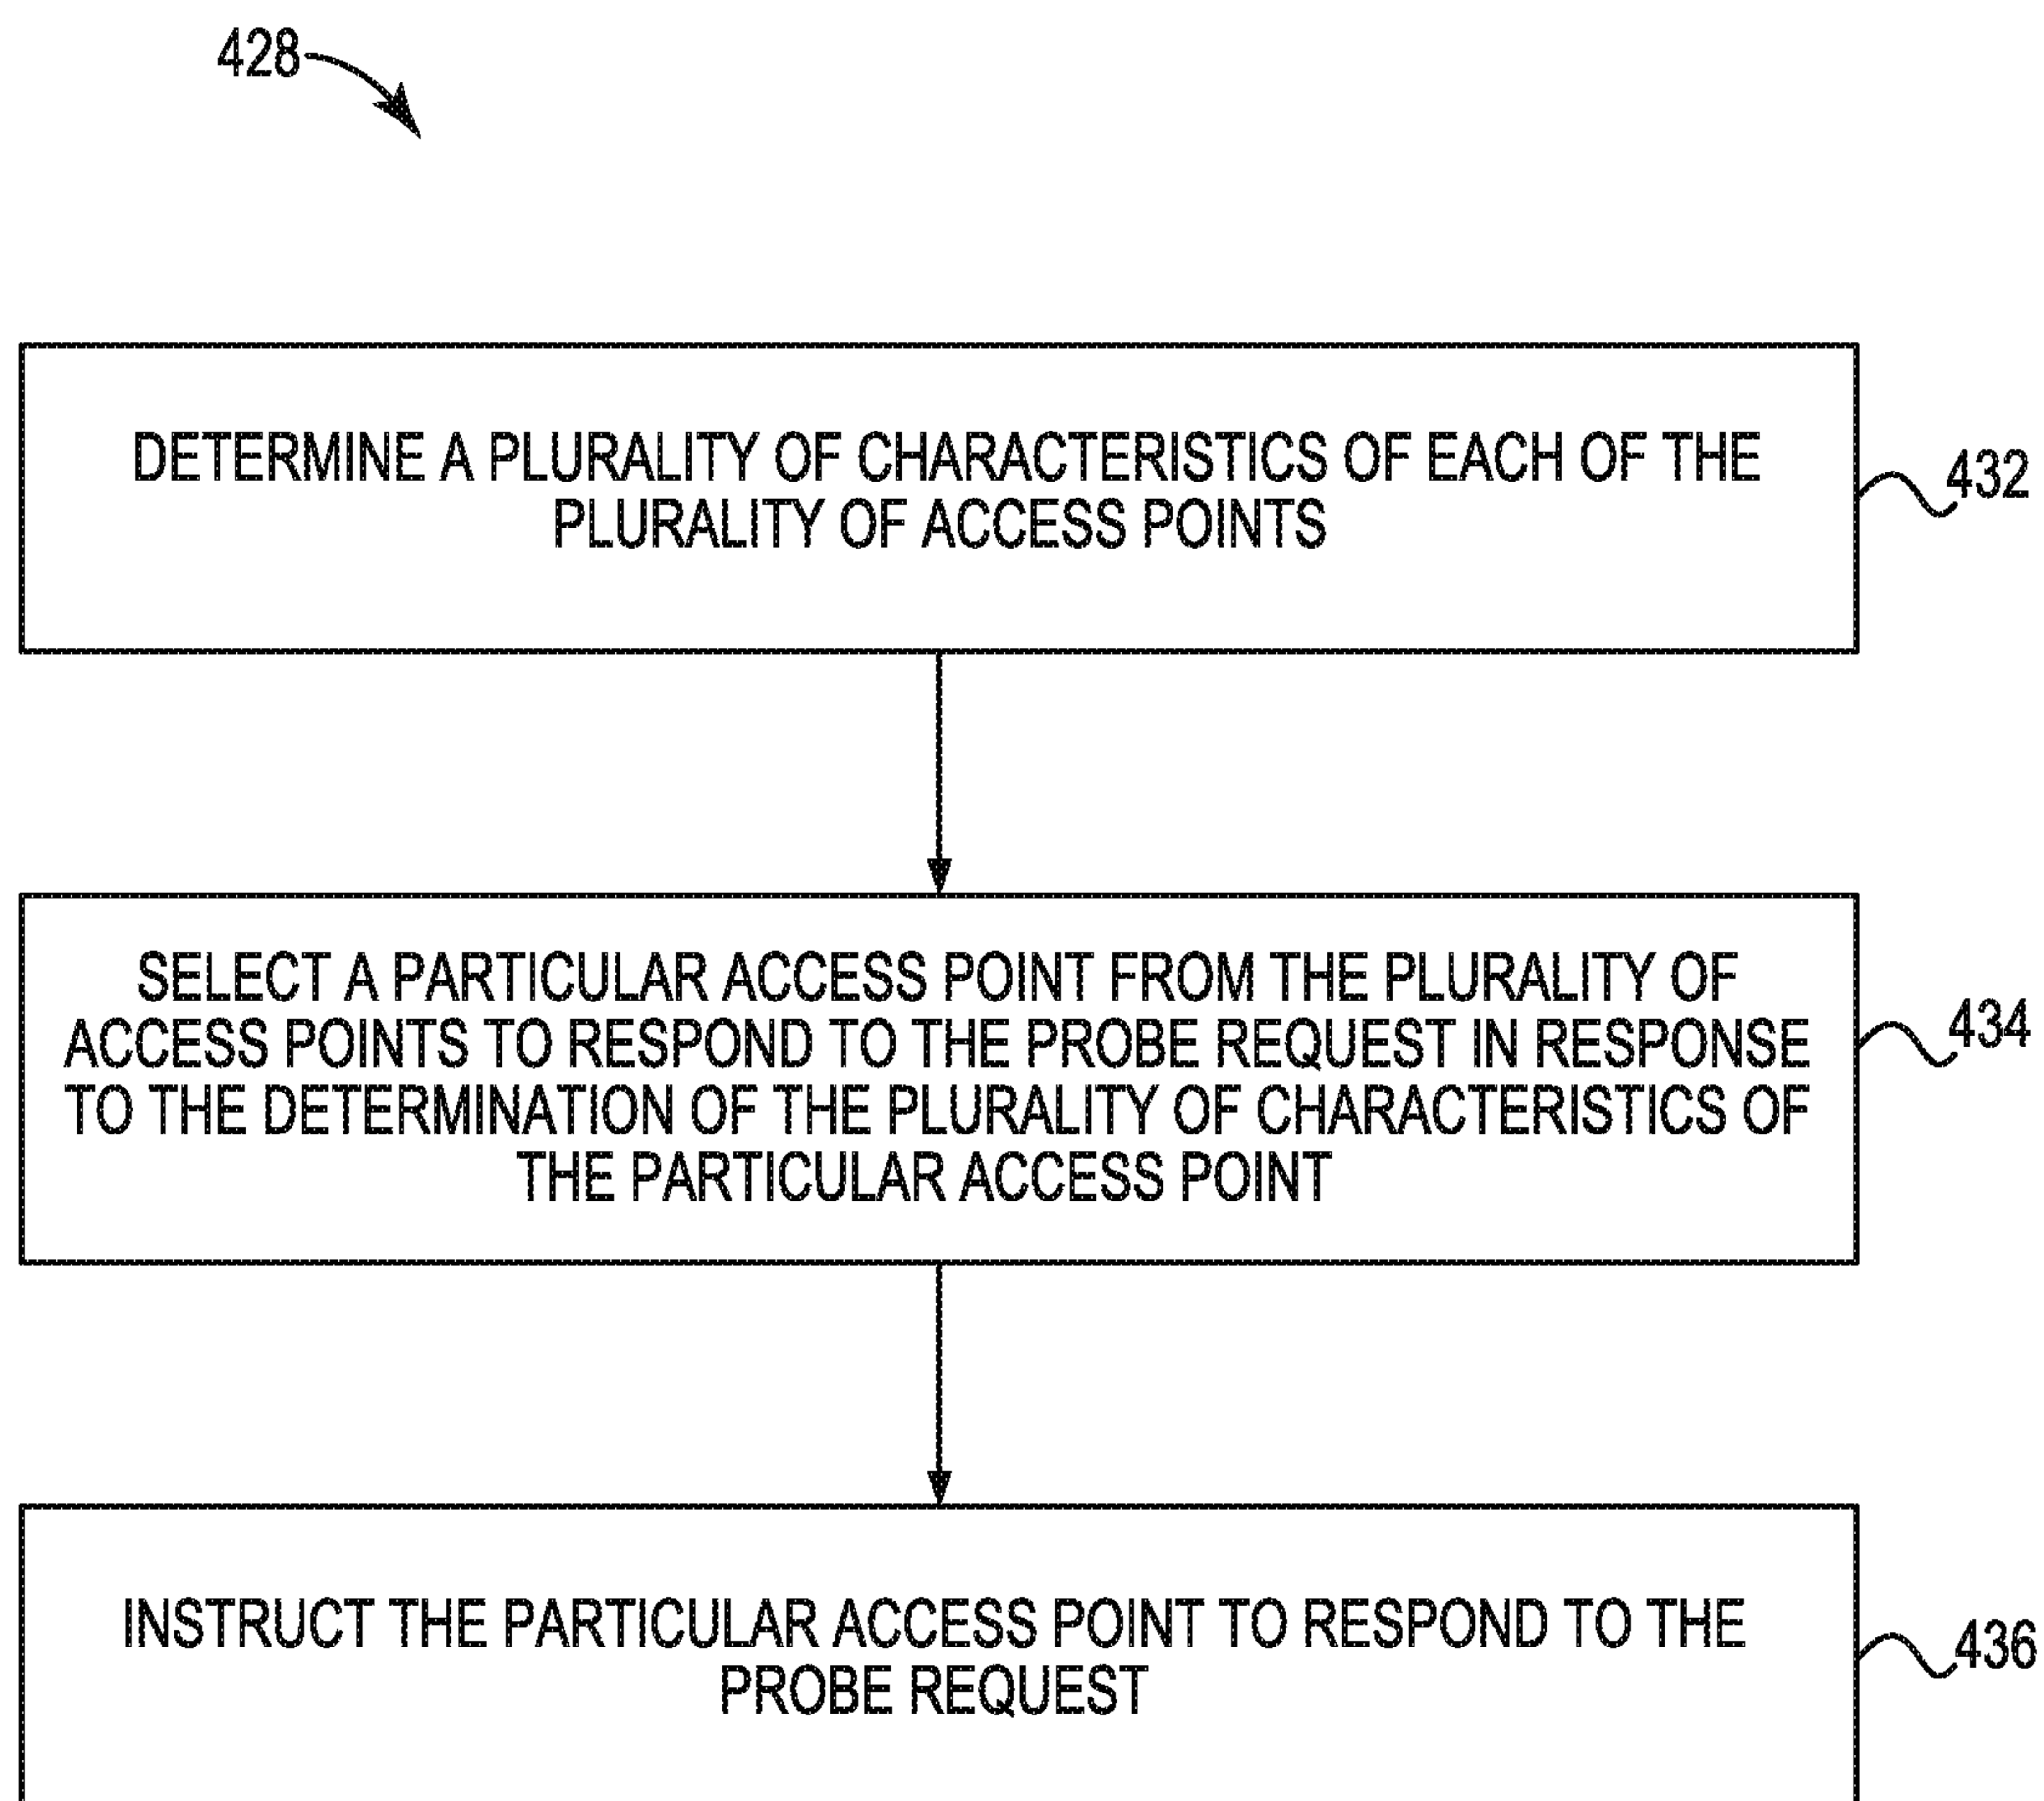 428
DETERMINE A PLURALITY OF CHARACTERISTICS OF EACH OF THE
PLURALITY OF ACCESS POINTS
432
SELECT A PARTICULAR ACCESS POINT FROM THE PLURALITY OF
ACCESS POINTS TO RESPOND TO THE PROBE REQUEST IN RESPONSE
TO THE DETERMINATION OF THE PLURALITY OF CHARACTERISTICS OF
THE PARTICULAR ACCESS POINT
434
INSTRUCT THE PARTICULAR ACCESS POINT TO RESPOND TO THE
PROBE REQUEST
436